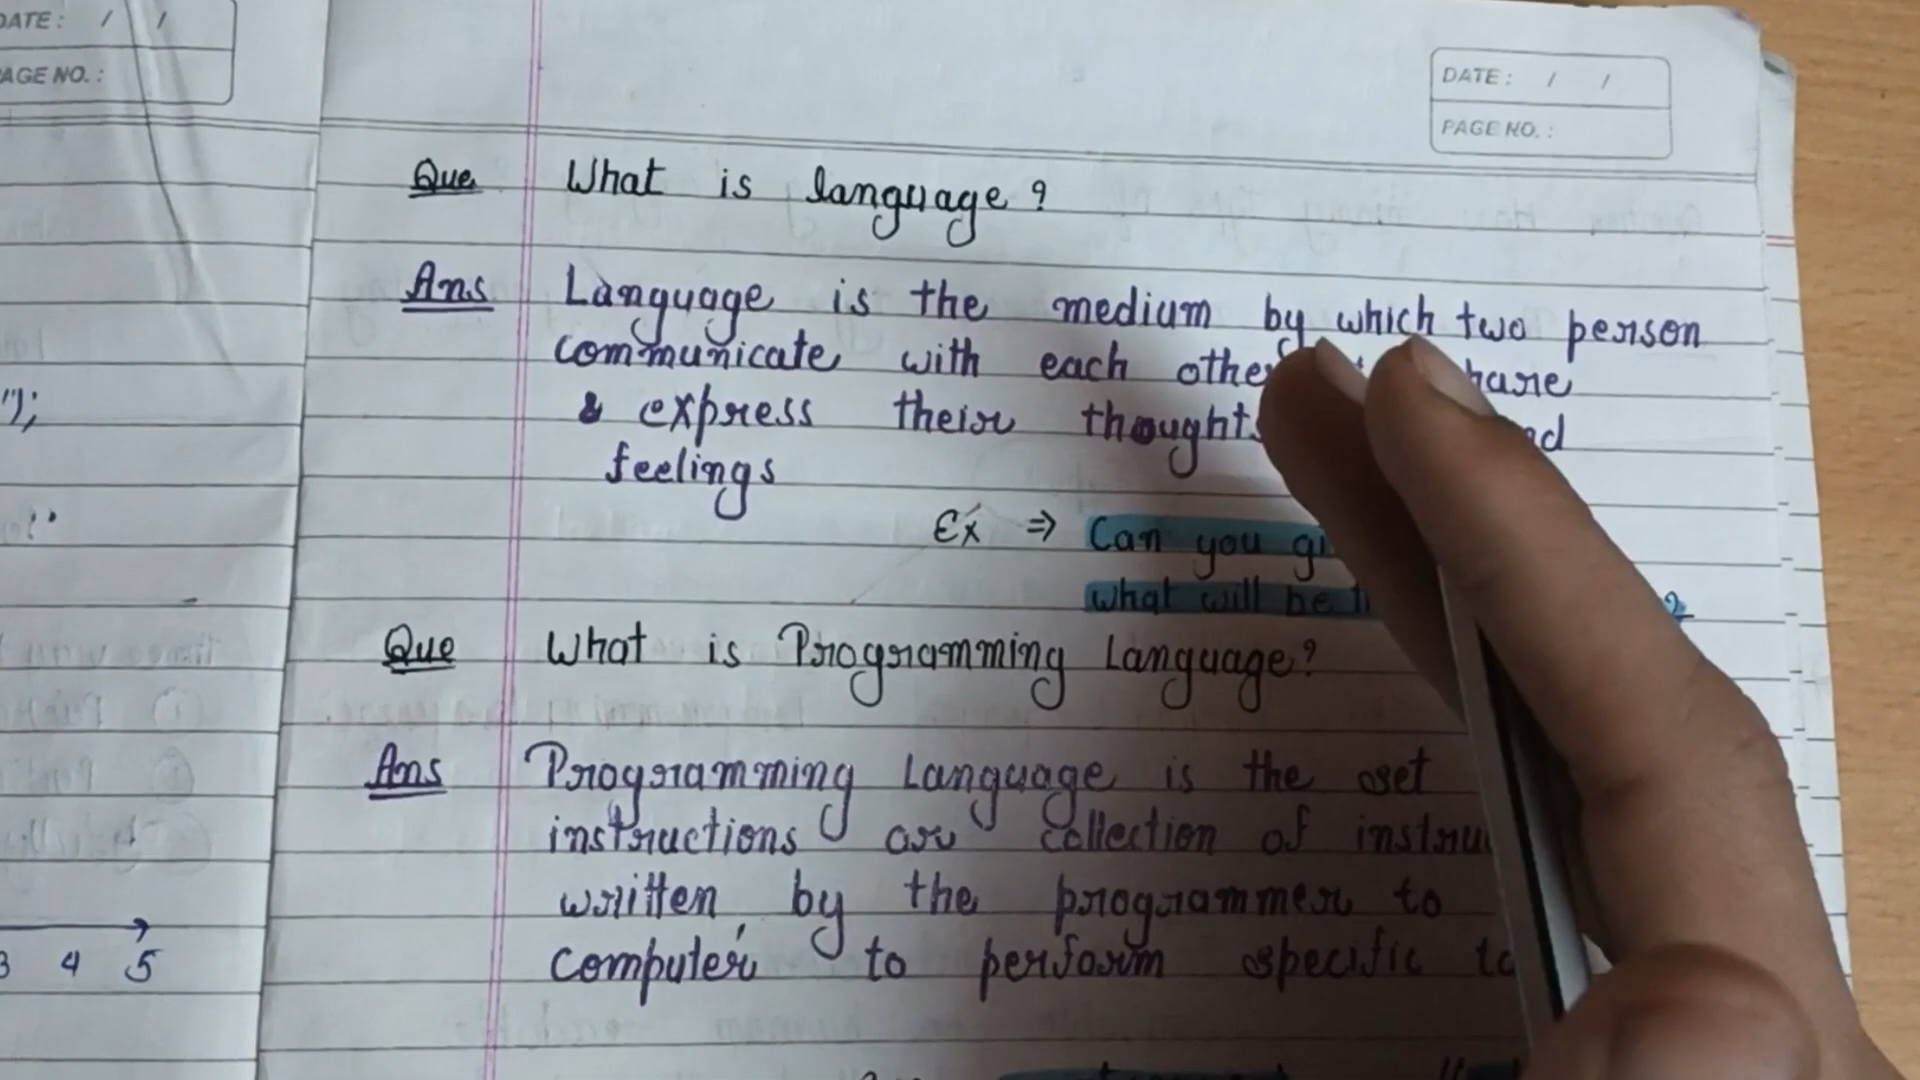 DATE: / /
PAGE NO. :
DATE : / /
PAGE NO. :
Que What is language ?
Ans Language is the medium by which two person
communicate with each othe
& express their thoughts
feelings
Ex ⇒ Can you
what will be
");
Que What is Programming Language?
Ans Programming Language is the set
instructions or collection of
written by the programmer to
computer to perform specific
3 4 5